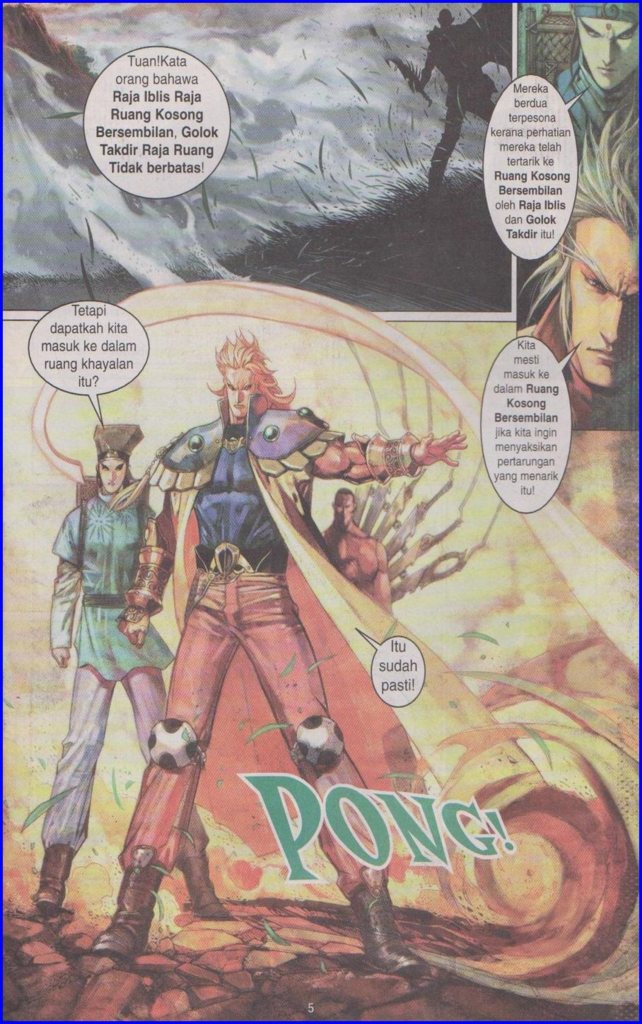 Tuan!Kata
orang bahawa
Raja Iblis Raja
Ruang Kosong
Bersembilan, Golok
Takdir Raja Ruang
Tidak berbatas!
Mereka
berdua
terpesona
kerana perhatian
mereka telah
tertarik ke
Ruang Kosong
Bersembilan
oleh Raja Iblis
dan Golok
Takdir itu!
Kita
mesti
masuk ke
dalam Ruang
Kosong
Bersembilan
jika kita ingin
menyaksikan
pertarungan
yang menarik
itu!
Tetapi
dapatkah kita
masuk ke dalam
ruang khayalan
itu?
Itu
sudah
pasti!
PONG!
5